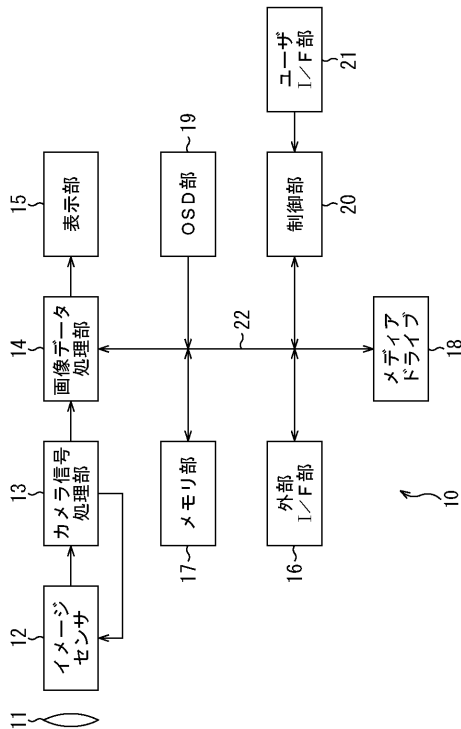 11
12
イメージ
センサ
13
カメラ信号
処理部
14
画像データ
処理部
15
表示部
17
メモリ部
19
OSD部
22
16
外部
I/F部
20
制御部
21
ユーザ
I/F部
18
メディア
ドライブ
10